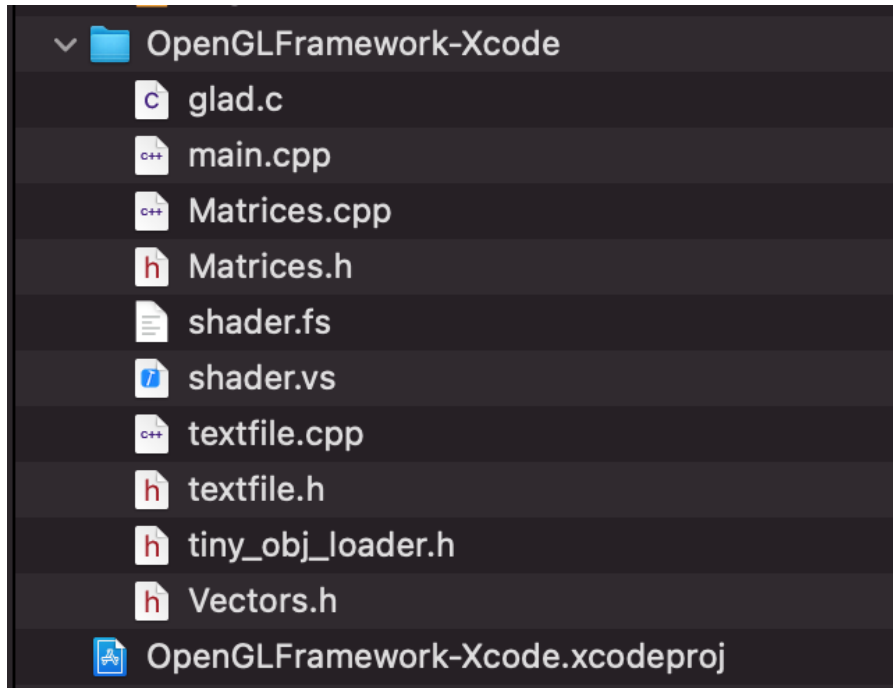 OpenGLFramework-Xcode
C glad.c
C++ main.cpp
C++ Matrices.cpp
h Matrices.h
shader.fs
shader.vs
C++ textfile.cpp
h textfile.h
h tiny_obj_loader.h
h Vectors.h
OpenGLFramework-Xcode.xcodeproj